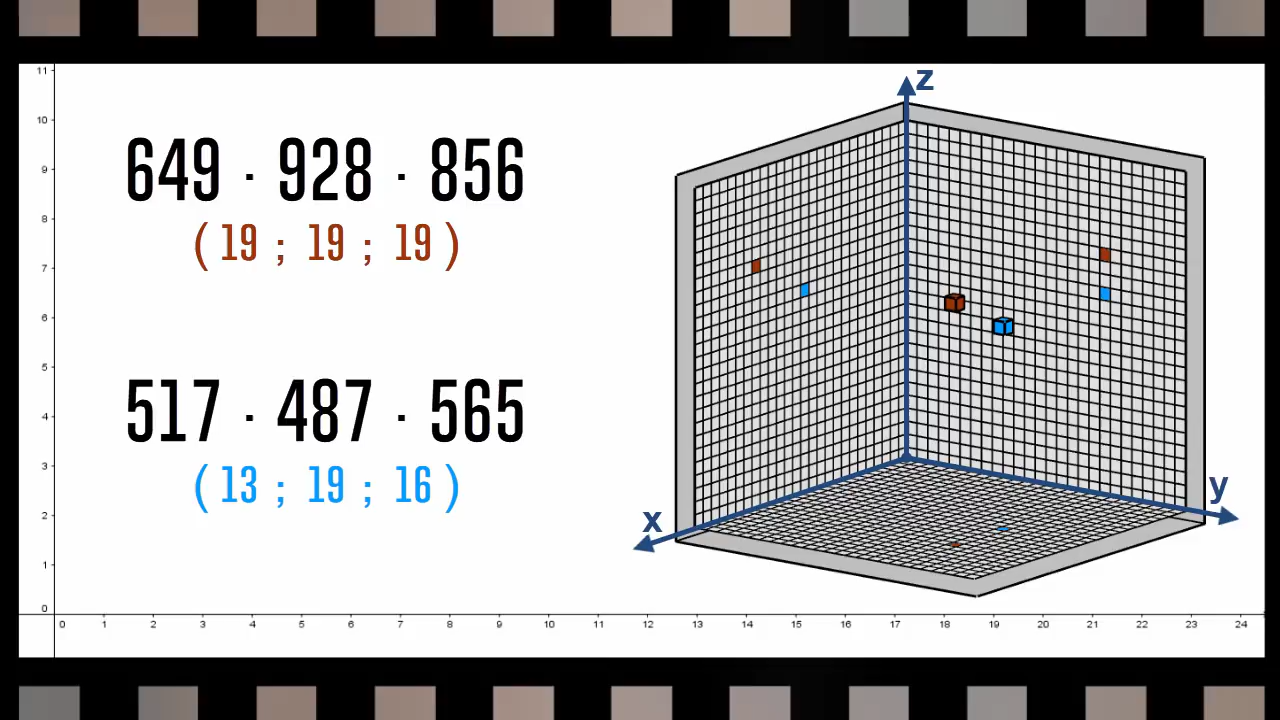 649 · 928 · 856
( 19 ; 19 ; 19 )
517 · 487 · 565
( 13 ; 19 ; 16 )
z
x
y
11
10
9
8
7
6
5
4
3
2
1
0
0 1 2 3 4 5 6 7 8 9 10 11 12 13 14 15 16 17 18 19 20 21 22 23 24